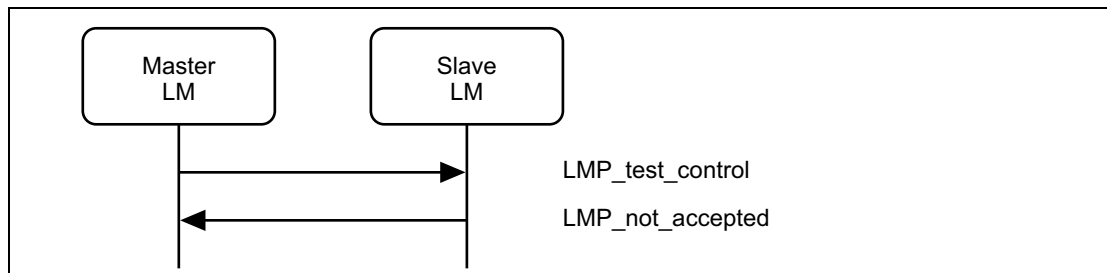 Master
LM
Slave
LM
LMP_test_control
LMP_not_accepted